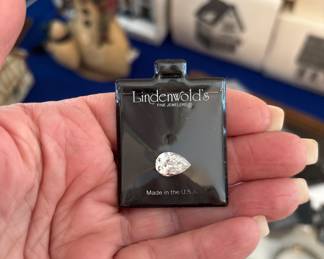 Lindenwold's
FINE JEWELERS
Made in the U.S.A.